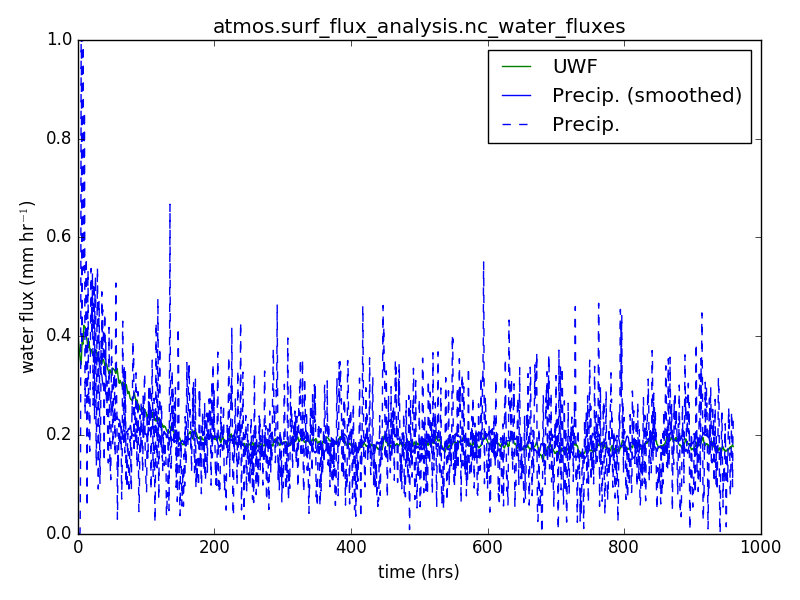 atmos.surf_flux_analysis.nc_water_fluxes
1.0
0.8
0.6
0.4
0.2
0.0
water flux (mm hr⁻¹)
UWF
Precip. (smoothed)
Precip.
0 200 400 600 800 1000
time (hrs)